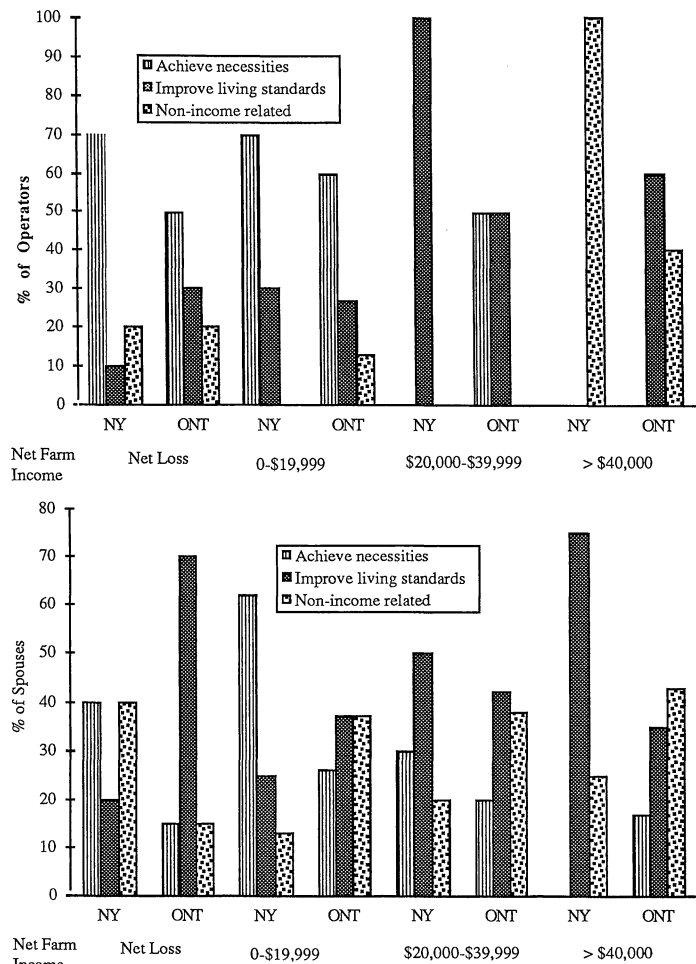 100
90
80
70
60
50
40
30
20
10
0
% of Operators
Achieve necessities
Improve living standards
Non-income related
NY ONT NY ONT NY ONT NY ONT
Net Farm Income Net Loss 0-$19,999 $20,000-$39,999 > $40,000
80
70
60
50
40
30
20
10
0
% of Spouses
Achieve necessities
Improve living standards
Non-income related
NY ONT NY ONT NY ONT NY ONT
Net Farm Income Net Loss 0-$19,999 $20,000-$39,999 > $40,000